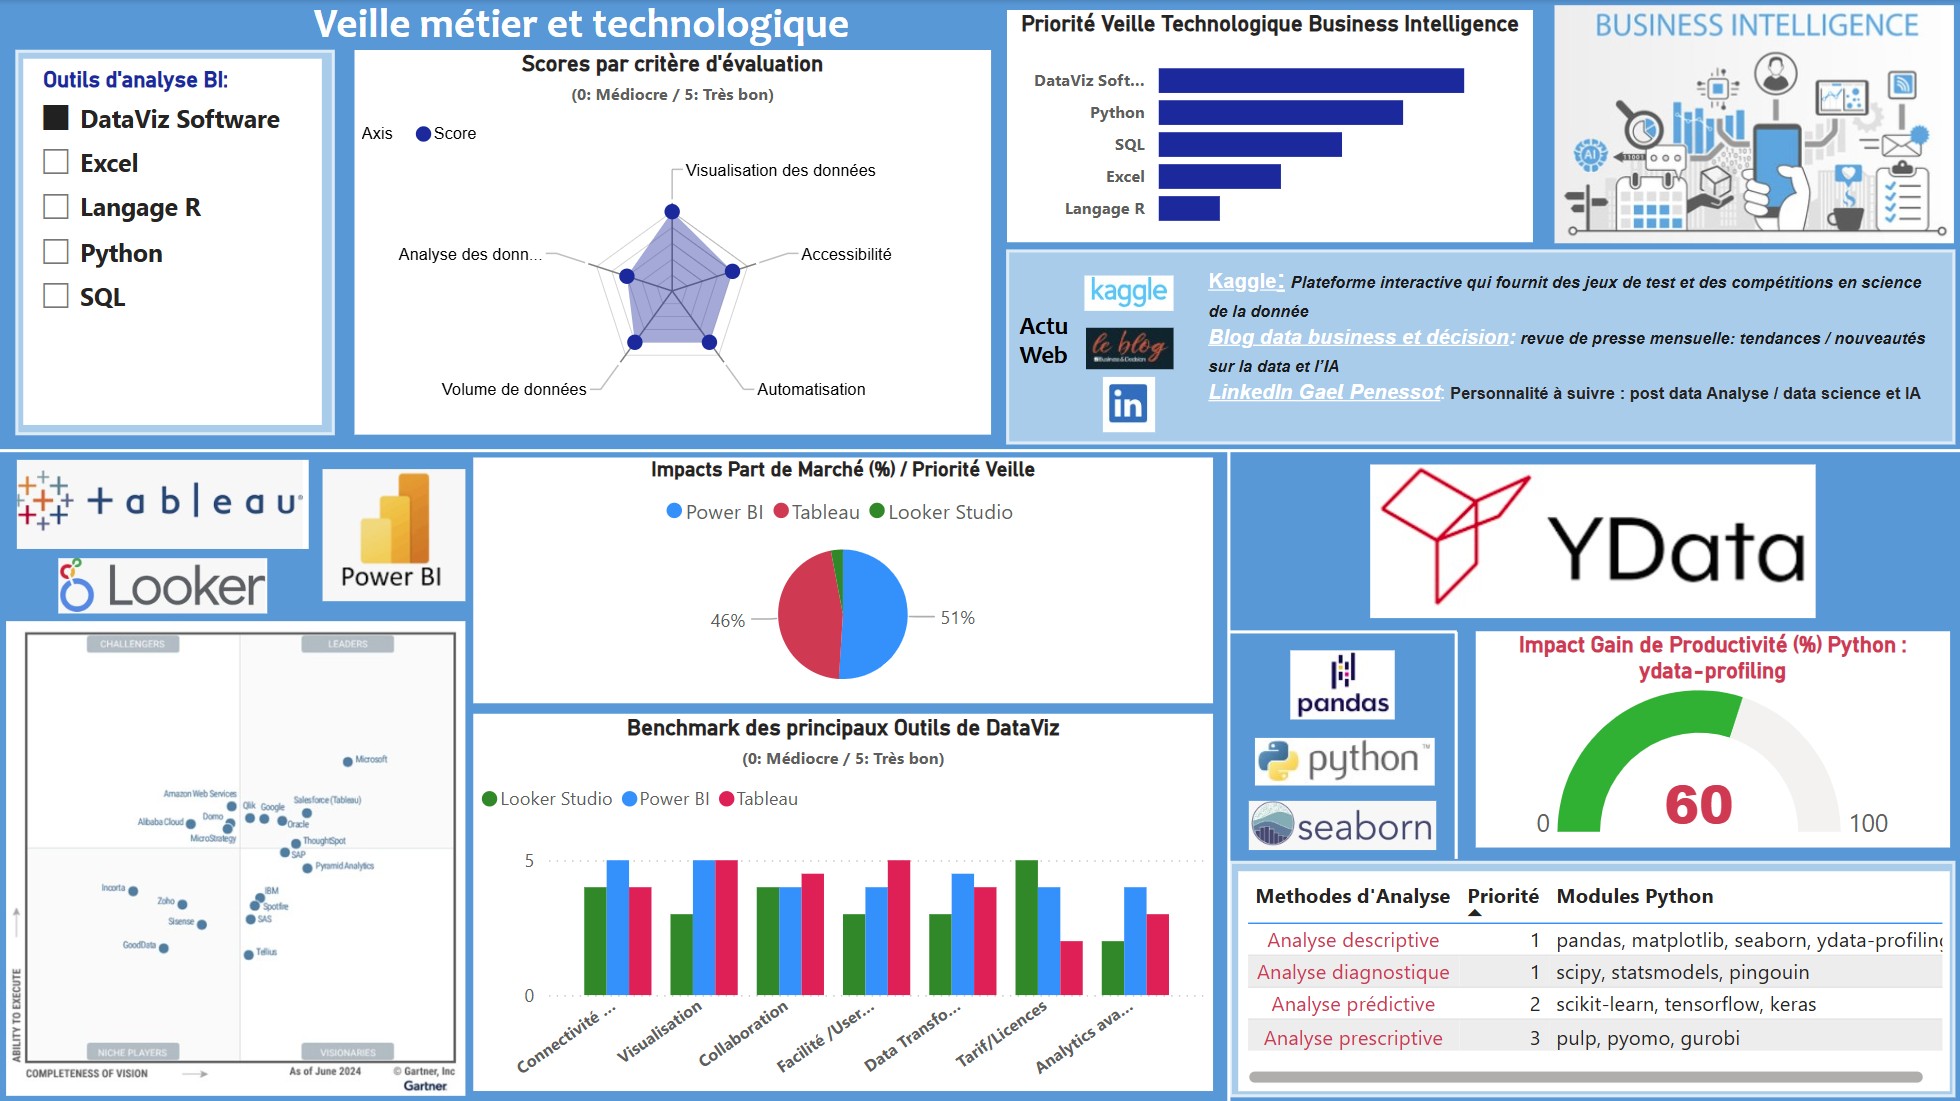 Veille métier et technologique
Outils d'analyse BI:
DataViz Software
Excel
Langage R
Python
SQL
Scores par critère d'évaluation
(0: Médiocre / 5: Très bon)
Axis
Score
Visualisation des données
Analyse des donn...
Accessibilité
Volume de données
Automatisation
Priorité Veille Technologique Business Intelligence
DataViz Soft...
Python
SQL
Excel
Langage R
BUSINESS INTELLIGENCE
AI
11001
Actu
Web
kaggle
le blog
Business & Decision
in
Kaggle: Plateforme interactive qui fournit des jeux de test et des compétitions en science
de la donnée
Blog data business et décision: revue de presse mensuelle: tendances / nouveautés
sur la data et l'IA
LinkedIn Gael Penessot: Personnalité à suivre : post data Analyse / data science et IA
+ableau
Looker
Power BI
CHALLENGERS
LEADERS
Microsoft
Amazon Web Services
Qlik
Google
Salesforce (Tableau)
Alibaba Cloud
Domo
Oracle
MicroStrategy
ThoughtSpot
SAP
Pyramid Analytics
Incorta
IBM
Zoho
Spotfire
Sisense
SAS
GoodData
Tellius
ABILITY TO EXECUTE
NICHE PLAYERS
VISIONARIES
COMPLETENESS OF VISION
As of June 2024
© Gartner, Inc
Gartner
Impacts Part de Marché (%) / Priorité Veille
Power BI
Tableau
Looker Studio
46%
51%
Benchmark des principaux Outils de DataViz
(0: Médiocre / 5: Très bon)
Looker Studio
Power BI
Tableau
5
0
Connectivité ...
Visualisation
Collaboration
Facilité /User...
Data Transfo...
Tarif/Licences
Analytics ava...
YData
pandas
python™
seaborn
Impact Gain de Productivité (%) Python :
ydata-profiling
60
0
100
Methodes d'Analyse Priorité Modules Python
Analyse descriptive 1 pandas, matplotlib, seaborn, ydata-profiling
Analyse diagnostique 1 scipy, statsmodels, pingouin
Analyse prédictive 2 scikit-learn, tensorflow, keras
Analyse prescriptive 3 pulp, pyomo, gurobi